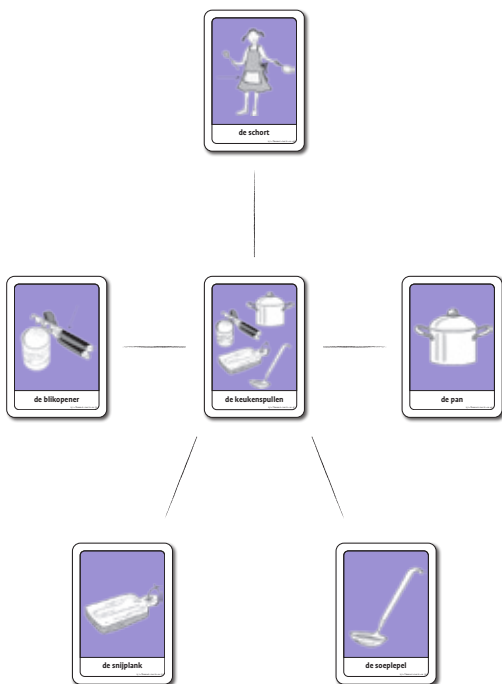 de schort
de blikopener
de keukenspullen
de pan
de snijplank
de soeplepel